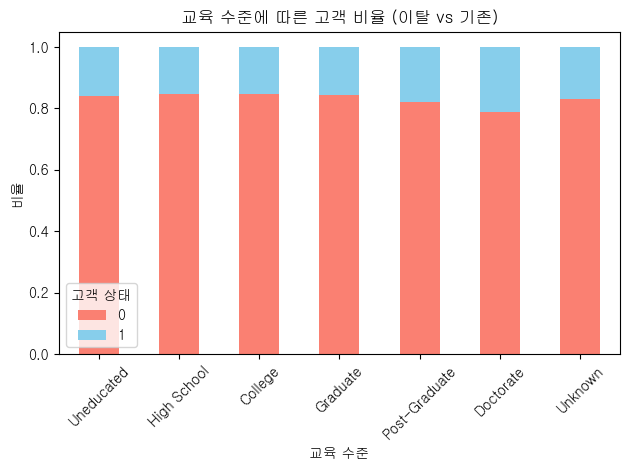 교육 수준에 따른 고객 비율 (이탈 vs 기존)
비율
1.0
0.8
0.6
0.4
0.2
0.0
고객 상태
0
1
Uneducated
High School
College
Graduate
Post-Graduate
Doctorate
Unknown
교육 수준